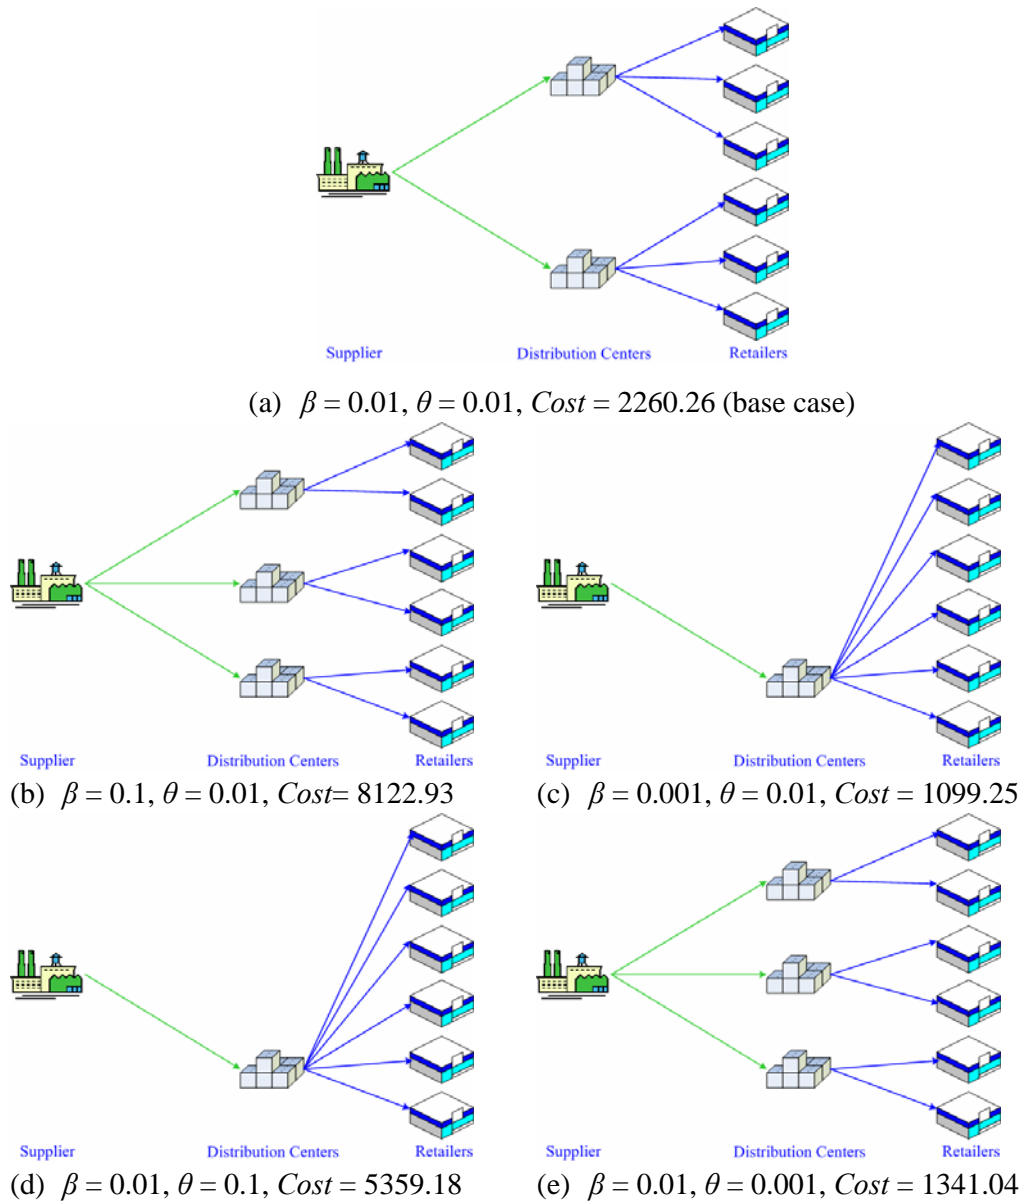 Supplier Distribution Centers Retailers
(a) β = 0.01, θ = 0.01, Cost = 2260.26 (base case)
Supplier Distribution Centers Retailers
(b) β = 0.1, θ = 0.01, Cost= 8122.93
Supplier Distribution Centers Retailers
(c) β = 0.001, θ = 0.01, Cost = 1099.25
Supplier Distribution Centers Retailers
(d) β = 0.01, θ = 0.1, Cost = 5359.18
Supplier Distribution Centers Retailers
(e) β = 0.01, θ = 0.001, Cost = 1341.04